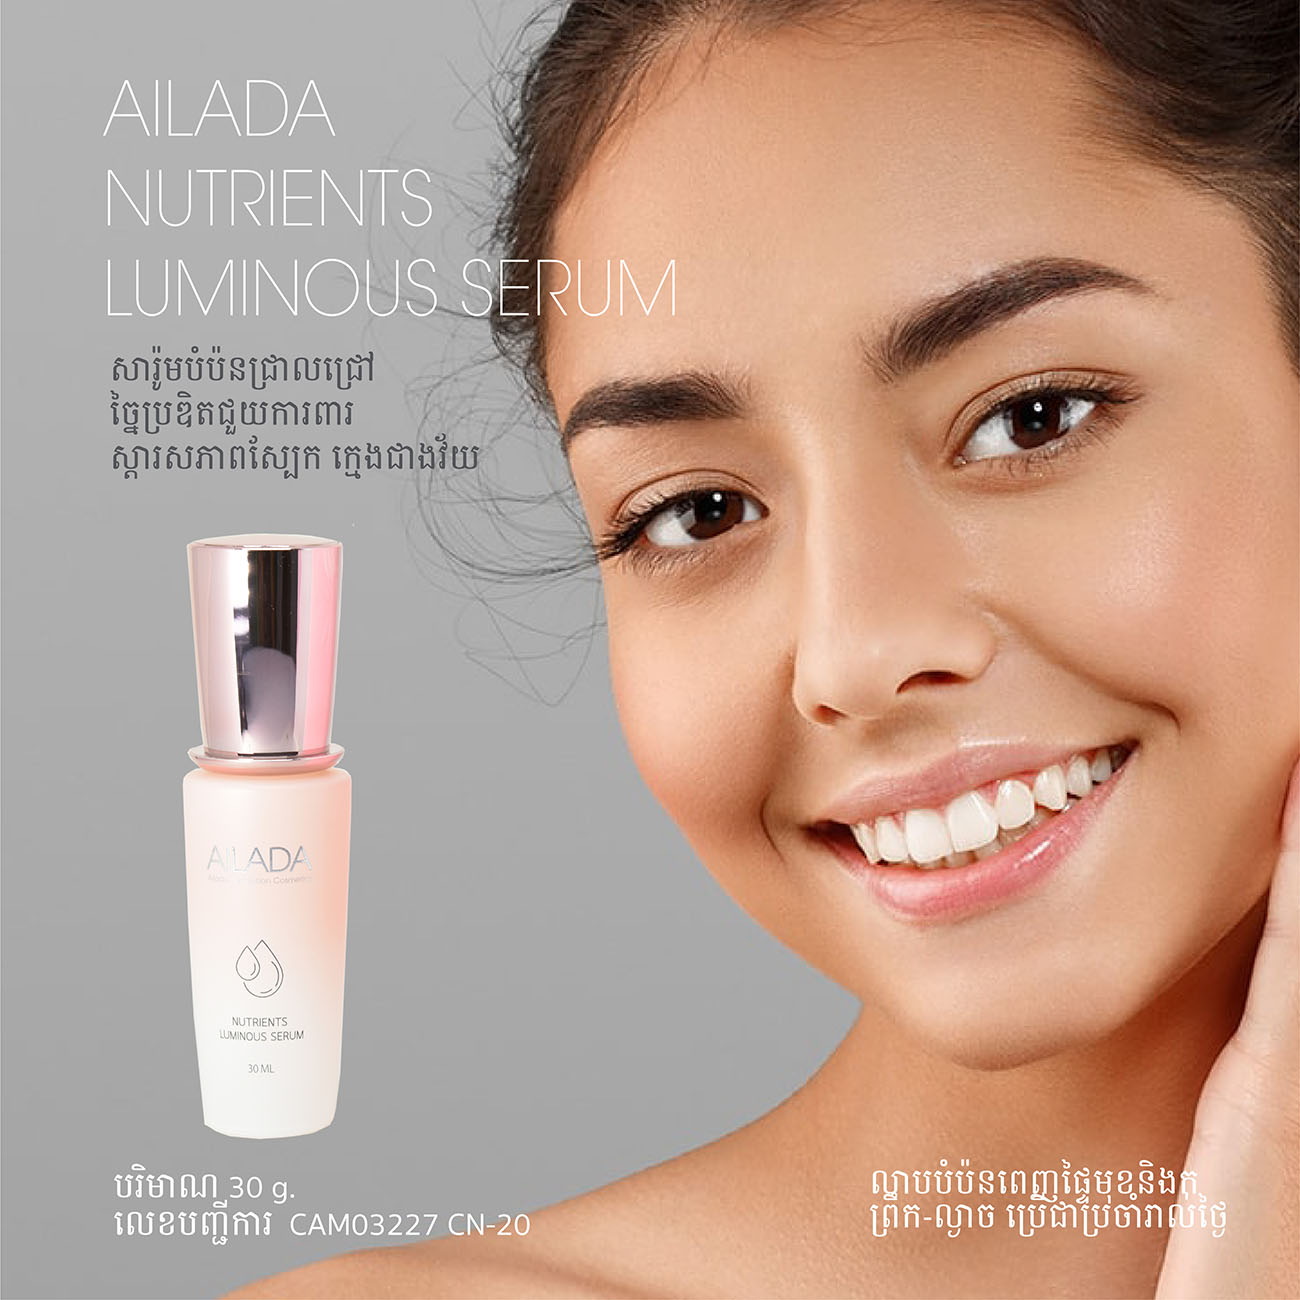 AILADA
NUTRIENTS
LUMINOUS SERUM
សារ៉ូមបំប៉នជ្រាលជ្រៅ
ច្នៃប្រឌិតជួយការពារ
ស្ដារសភាពស្បែក ក្មេងជាងវ័យ
AILADA
NUTRIENTS
LUMINOUS SERUM
30 ML
បរិមាណ 30 g.
លេខបញ្ជីការ CAM03227 CN-20
លាបបំប៉នពេញផ្ទៃមុខនិងក
ព្រឹក-ល្ងាច ប្រើជាប្រចាំរាល់ថ្ងៃ